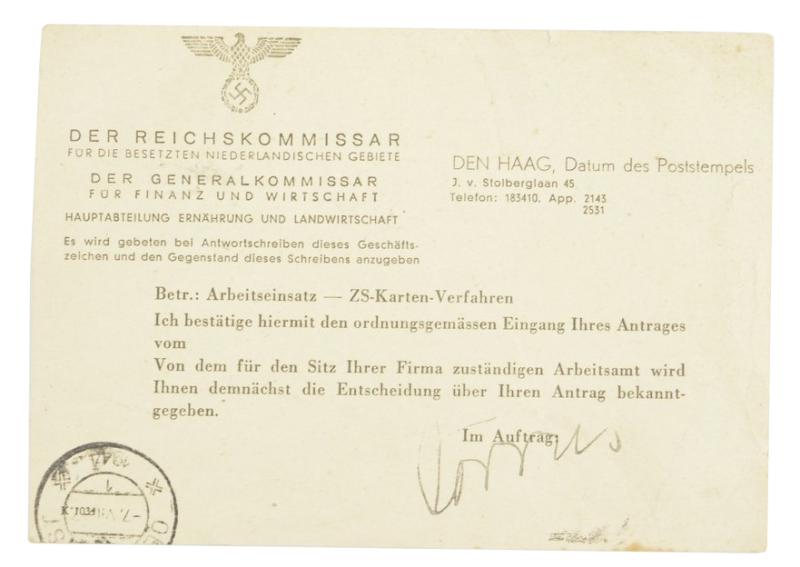 DER REICHSKOMMISSAR
FÜR DIE BESETZTEN NIEDERLÄNDISCHEN GEBIETE
DER GENERALKOMMISSAR
FÜR FINANZ UND WIRTSCHAFT
HAUPTABTEILUNG ERNÄHRUNG UND LANDWIRTSCHAFT
Es wird gebeten bei Antwortschreiben dieses Geschäfts-
zeichen und den Gegenstand dieses Schreibens anzugeben
DEN HAAG, Datum des Poststempels
J. v. Stolberglaan 45
Telefon: 183410, App. 2143
2531
Betr.: Arbeitseinsatz — ZS-Karten-Verfahren
Ich bestätige hiermit den ordnungsgemässen Eingang Ihres Antrages
vom
Von dem für den Sitz Ihrer Firma zuständigen Arbeitsamt wird
Ihnen demnächst die Entscheidung über Ihren Antrag bekannt-
gegeben.
Im Auftrag: